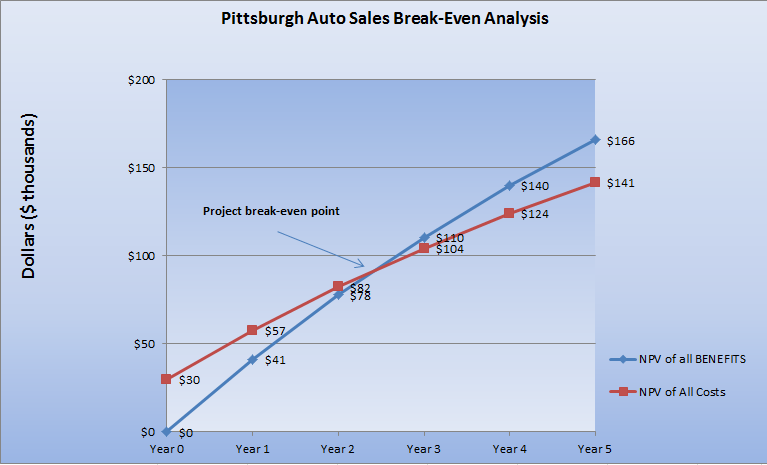 Pittsburgh Auto Sales Break-Even Analysis
Dollars ($ thousands)
$200
$150
$100
$50
$0
Project break-even point
$166
$141
$140
$124
$110
$104
$82
$78
$57
$41
$30
$0
NPV of all BENEFITS
NPV of All Costs
Year 0 Year 1 Year 2 Year 3 Year 4 Year 5